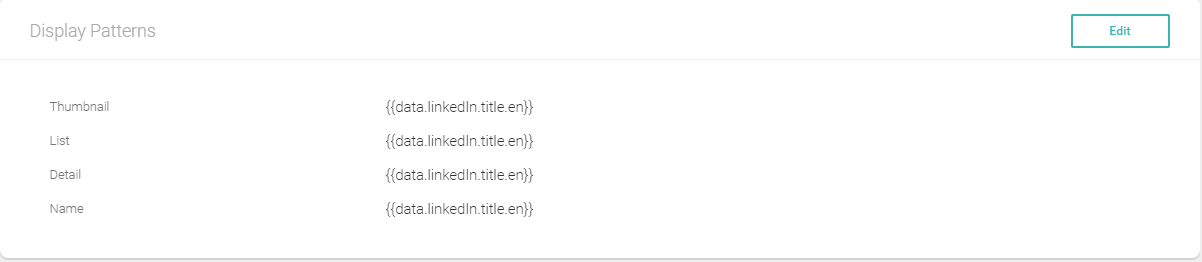 Display Patterns
Edit
Thumbnail {{data.linkedIn.title.en}}
List {{data.linkedIn.title.en}}
Detail {{data.linkedIn.title.en}}
Name {{data.linkedIn.title.en}}